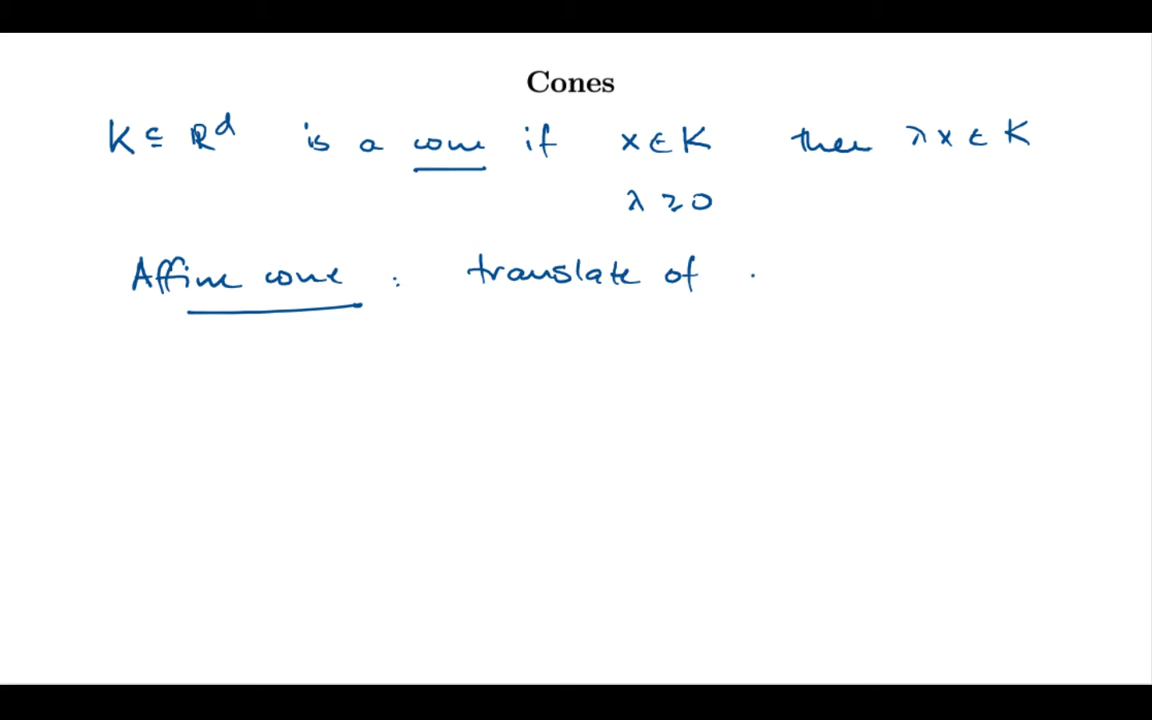 Cones
K ⊆ ℝ^d is a cone if x ∈ K then λx ∈ K
λ ≥ 0
Affine cone : translate of